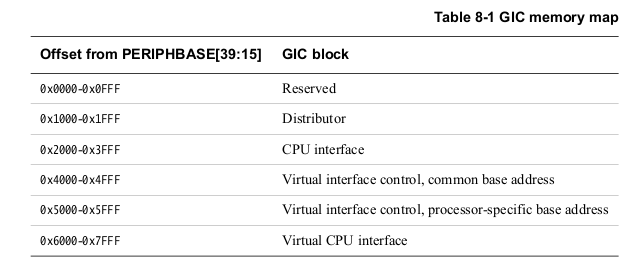 Table 8-1 GIC memory map
Offset from PERIPHBASE[39:15] GIC block
0x0000-0x0FFF Reserved
0x1000-0x1FFF Distributor
0x2000-0x3FFF CPU interface
0x4000-0x4FFF Virtual interface control, common base address
0x5000-0x5FFF Virtual interface control, processor-specific base address
0x6000-0x7FFF Virtual CPU interface